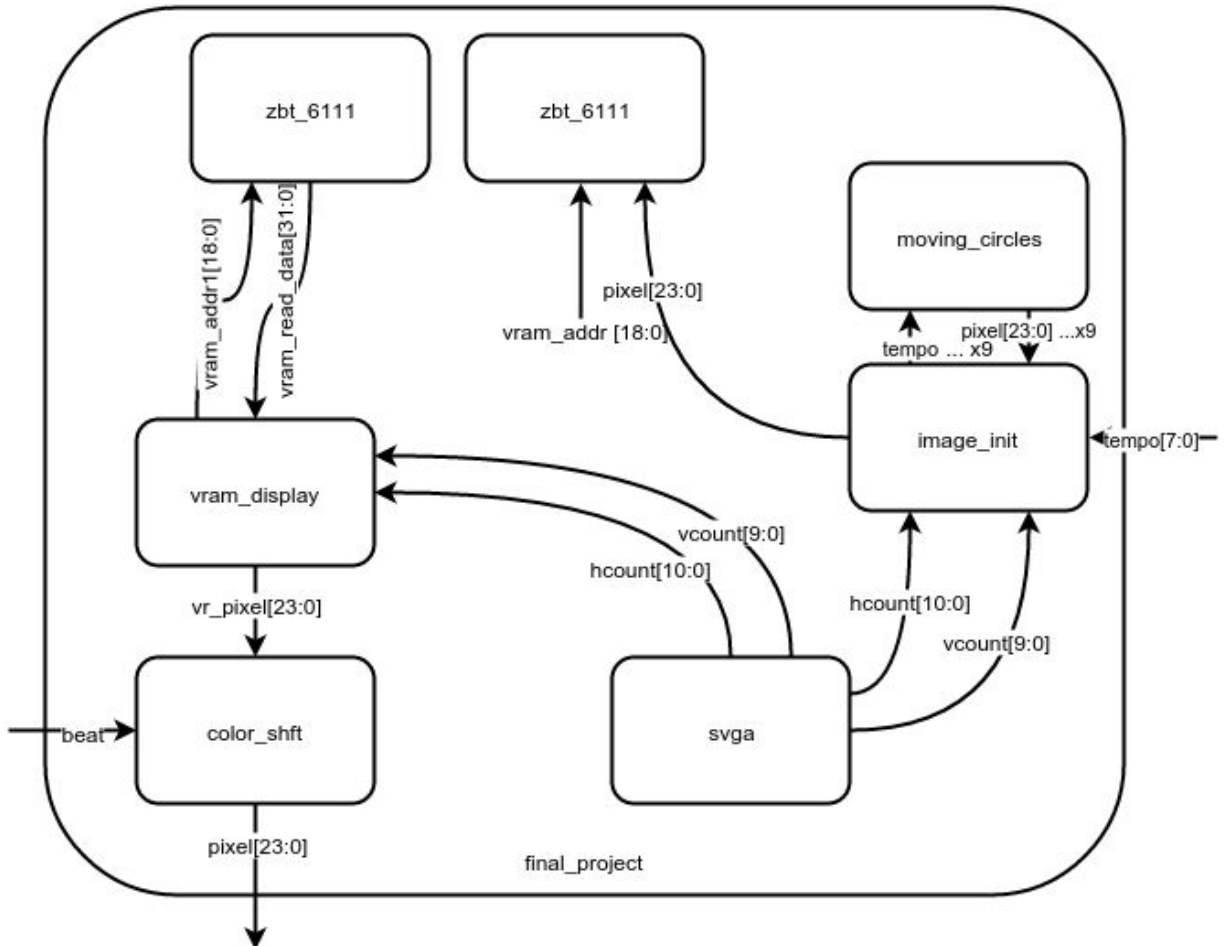 zbt_6111
zbt_6111
vram_addr1[18:0]
vram_read_data[31:0]
moving_circles
pixel[23:0]
vram_addr [18:0]
pixel[23:0] ...x9
tempo ... x9
image_init
tempo[7:0]
vram_display
vcount[9:0]
hcount[10:0]
hcount[10:0]
vr_pixel[23:0]
vcount[9:0]
beat
color_shft
svga
pixel[23:0]
final_project